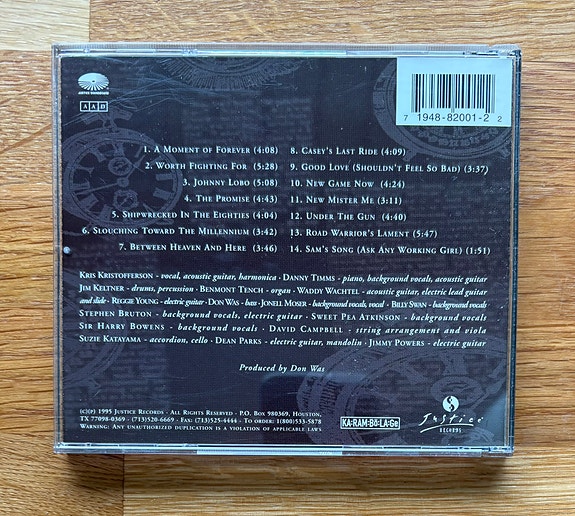 AAD
7 1948-82001-2 2
1. A Moment of Forever (4:08)
2. Worth Fighting For (5:28)
3. Johnny Lobo (5:08)
4. The Promise (4:43)
5. Shipwrecked In The Eighties (4:04)
6. Slouching Toward The Millennium (3:42)
7. Between Heaven And Here (3:46)
8. Casey's Last Ride (4:09)
9. Good Love (Shouldn't Feel So Bad) (3:37)
10. New Game Now (4:24)
11. New Mister Me (3:11)
12. Under The Gun (4:40)
13. Road Warrior's Lament (5:47)
14. Sam's Song (Ask Any Working Girl) (1:51)
Kris Kristofferson - vocal, acoustic guitar, harmonica · Danny Timms - piano, background vocals, acoustic guitar
Jim Keltner - drums, percussion · Benmont Tench - organ · Waddy Wachtel - acoustic guitar, electric lead guitar
and slide · Reggie Young - electric guitar · Don Was - bass · Jonell Moser - background vocals, vocal · Billy Swan - background vocals
Stephen Bruton - background vocals, electric guitar · Sweet Pea Atkinson - background vocals
Sir Harry Bowens - background vocals · David Campbell - string arrangement and viola
Suzie Katayama - accordion, cello · Dean Parks - electric guitar, mandolin · Jimmy Powers - electric guitar
Produced by Don Was
(c)(p) 1995 Justice Records · All Rights Reserved · P.O. Box 980369, Houston,
TX 77098-0369 · (713)520-6669 · Fax: (713)525-4444 · To order: 1(800)533-5878
Warning: Any unauthorized duplication is a violation of applicable laws
KA·RAM·BÔ·LA·Ge
Justice
Records